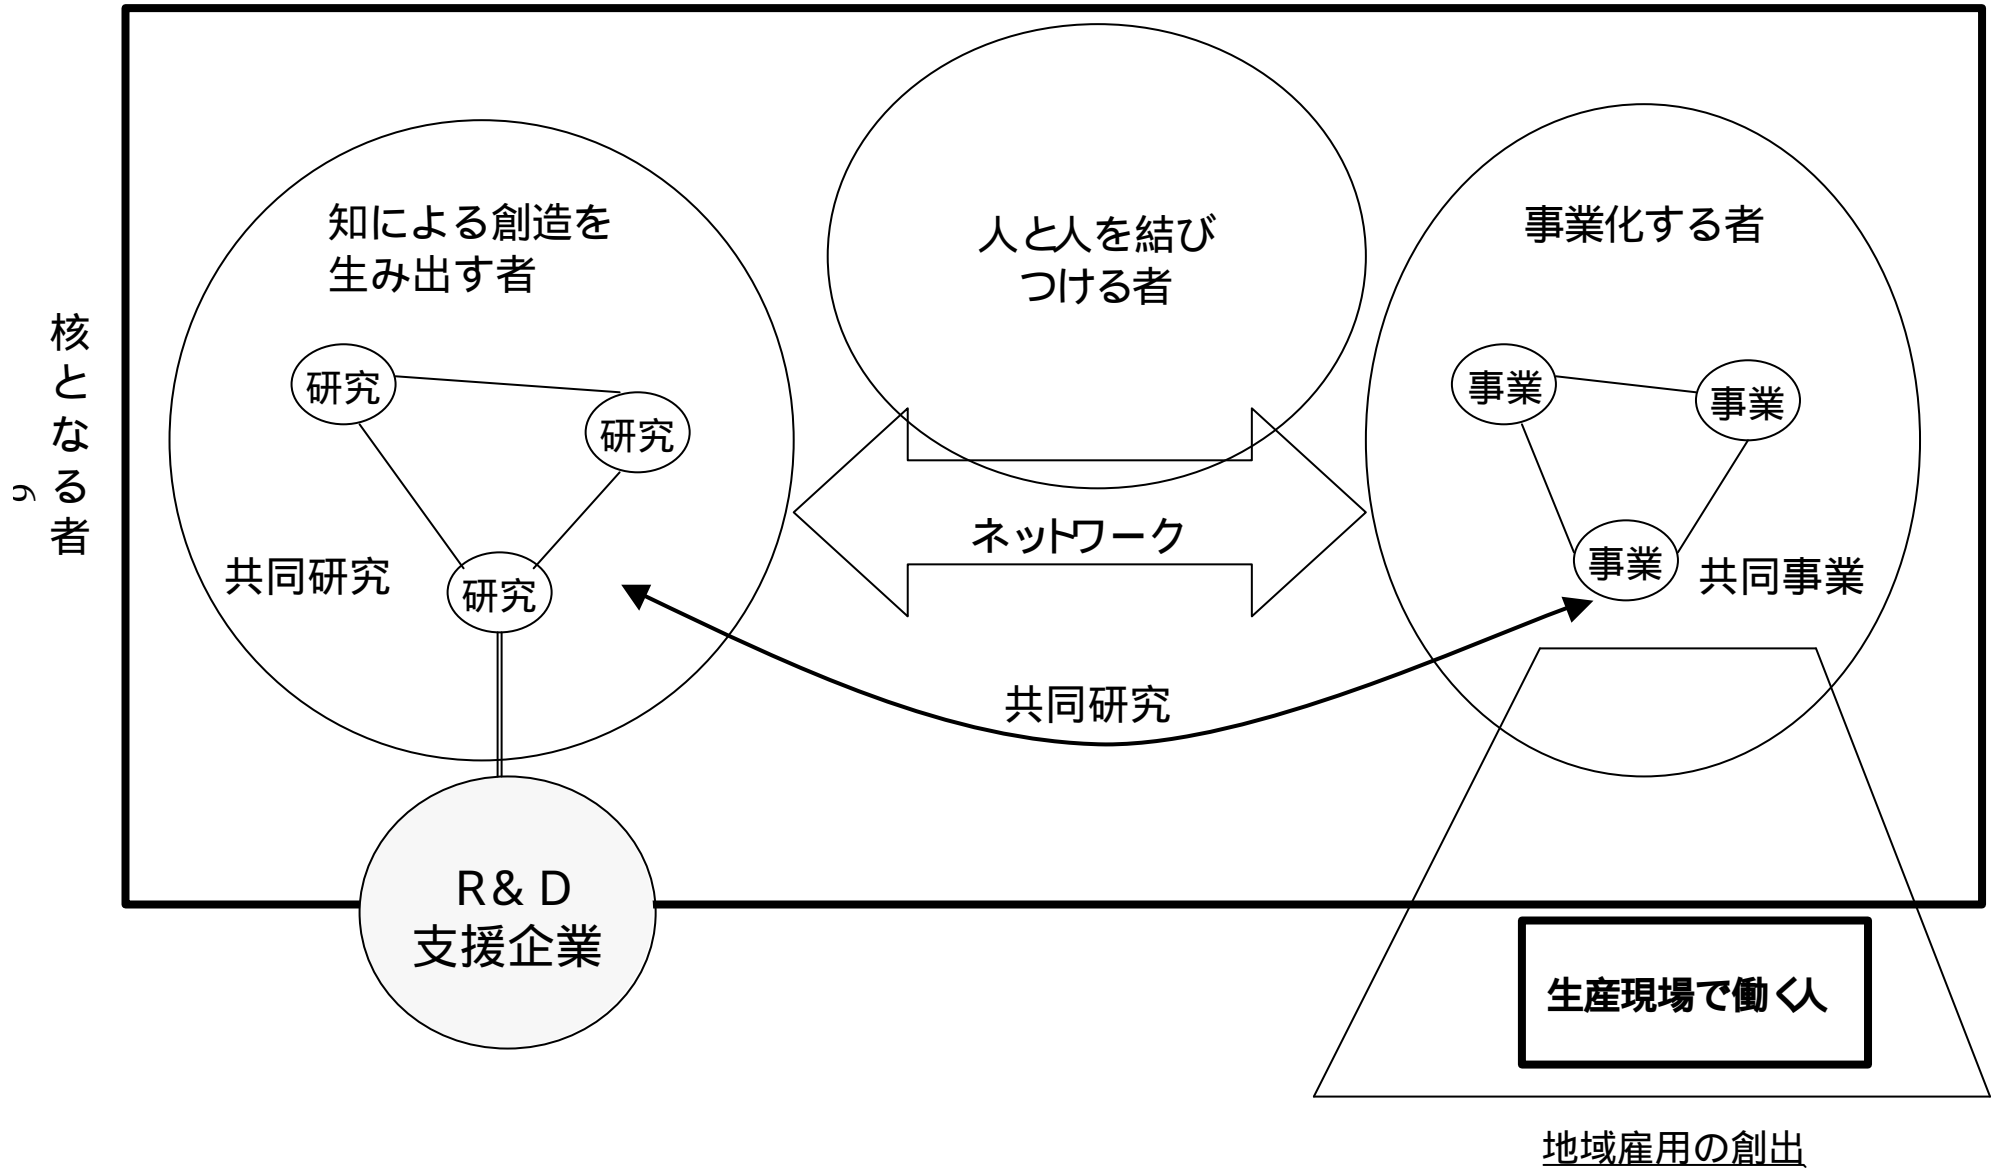 核となる者
9
知による創造を
生み出す者
研究
研究
研究
共同研究
人と人を結び
つける者
ネットワーク
共同研究
事業化する者
事業
事業
事業
共同事業
R&D
支援企業
生産現場で働く人
地域雇用の創出